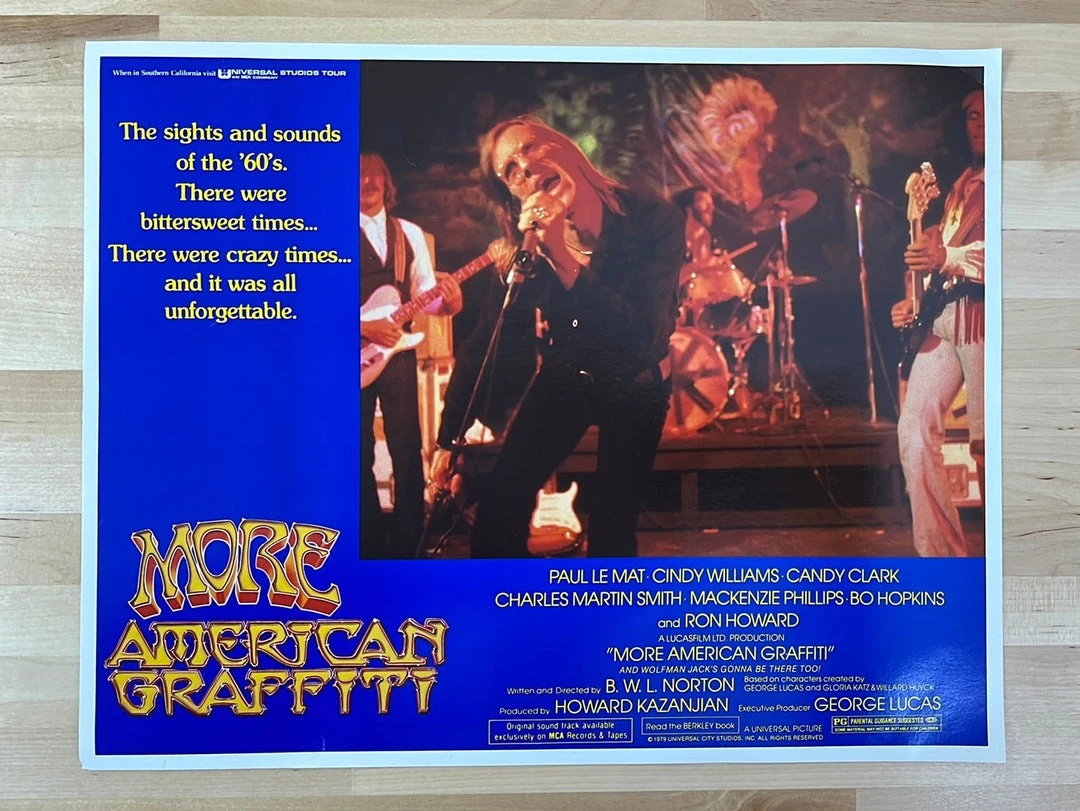 When in Southern California visit UNIVERSAL STUDIOS TOUR
AN MCA COMPANY
The sights and sounds
of the '60's.
There were
bittersweet times...
There were crazy times...
and it was all
unforgettable.
MORE
AMERICAN
GRAFFITI
PAUL LE MAT · CINDY WILLIAMS · CANDY CLARK
CHARLES MARTIN SMITH · MACKENZIE PHILLIPS · BO HOPKINS
and RON HOWARD
A LUCASFILM LTD. PRODUCTION
"MORE AMERICAN GRAFFITI"
AND WOLFMAN JACK'S GONNA BE THERE TOO!
Written and Directed by B. W. L. NORTON
Based on characters created by
GEORGE LUCAS and GLORIA KATZ & WILLARD HUYCK
Produced by HOWARD KAZANJIAN Executive Producer GEORGE LUCAS
Original sound track available
exclusively on MCA Records & Tapes
Read the BERKLEY book
A UNIVERSAL PICTURE
© 1979 UNIVERSAL CITY STUDIOS, INC. ALL RIGHTS RESERVED
PG PARENTAL GUIDANCE SUGGESTED
SOME MATERIAL MAY NOT BE SUITABLE FOR CHILDREN